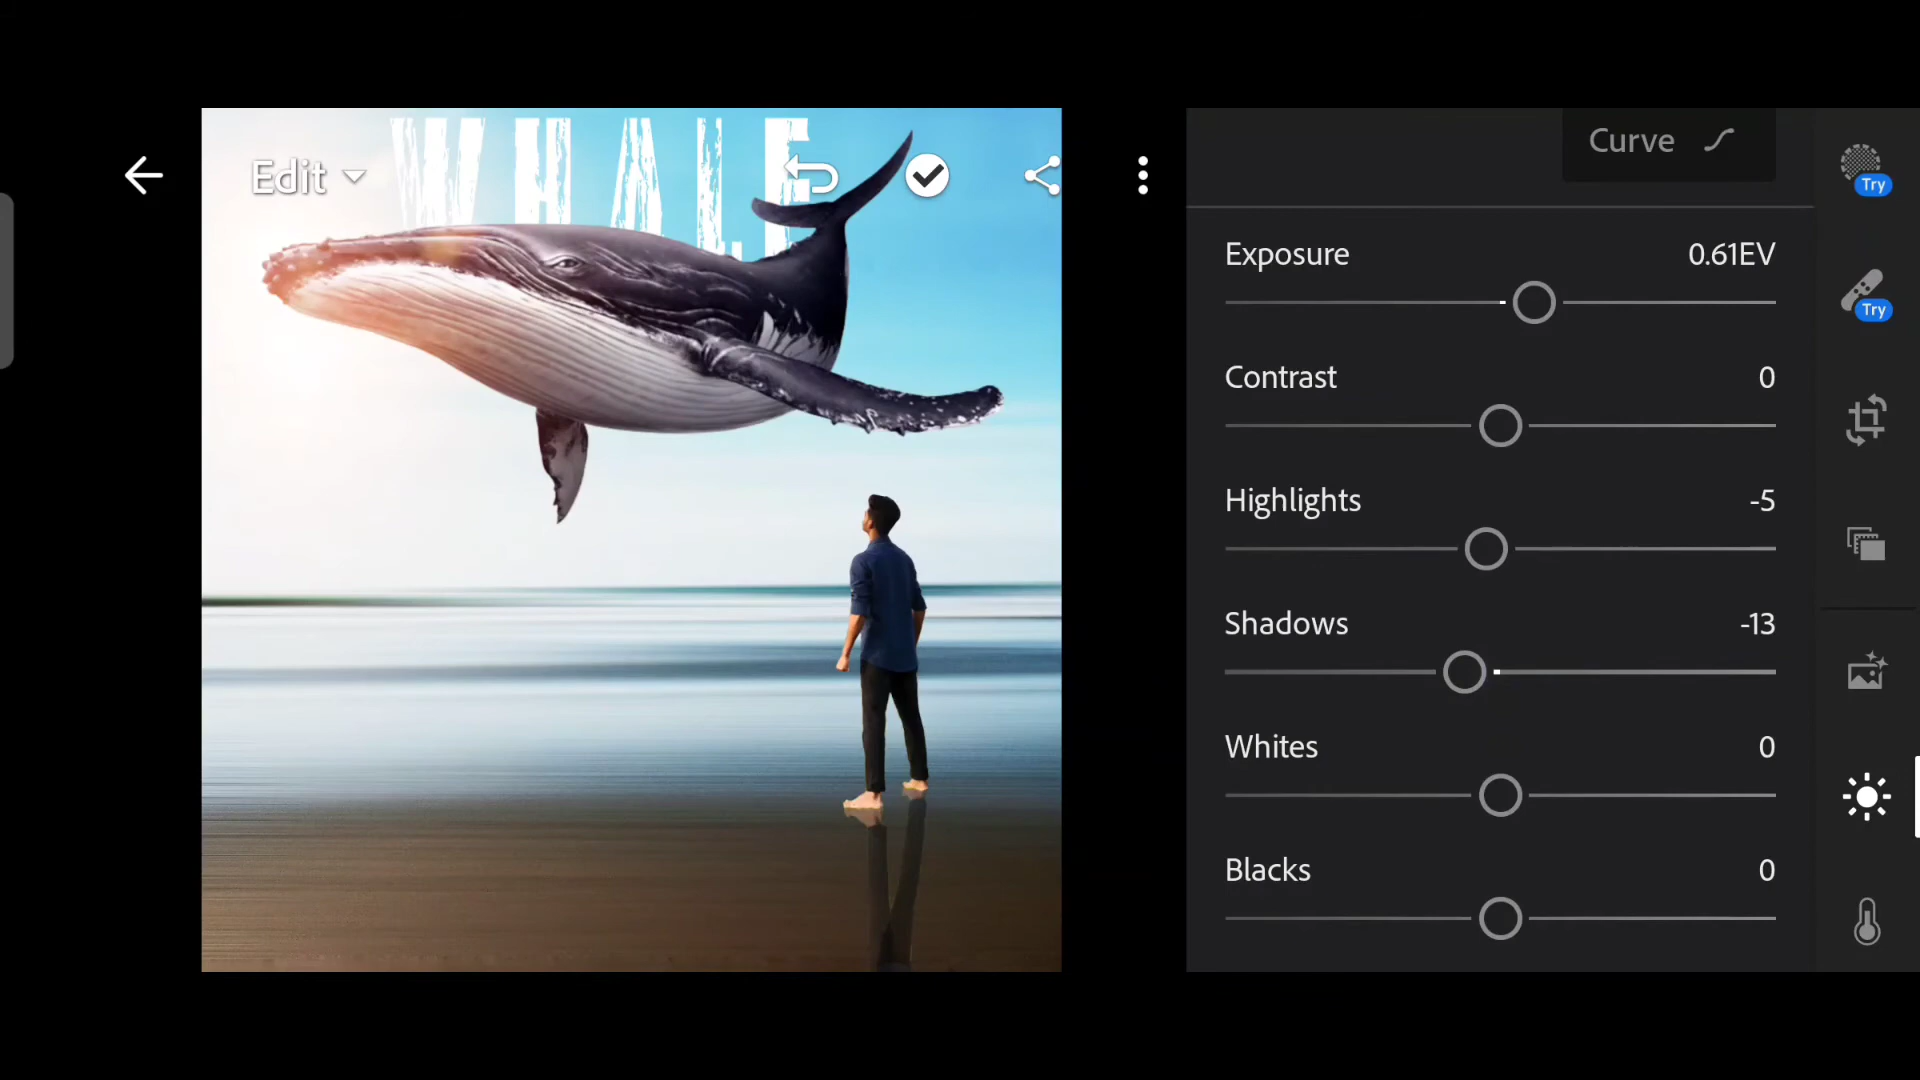 WHALE
Edit
Curve
Try
Exposure 0.61EV
Try
Contrast 0
Highlights -5
Shadows -13
Whites 0
Blacks 0